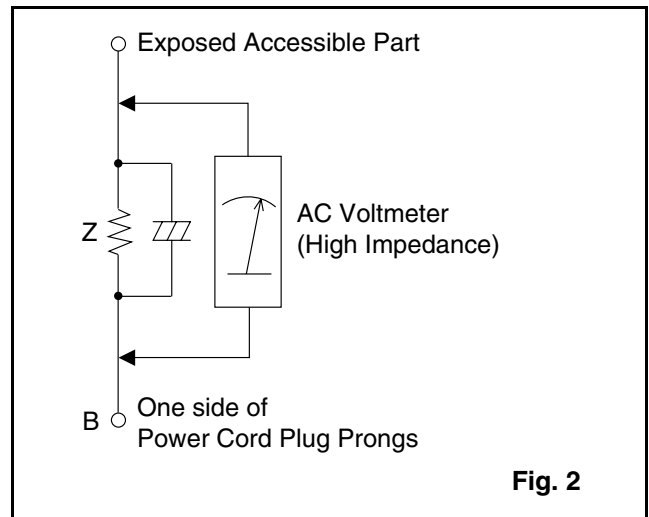 Exposed Accessible Part
Z
AC Voltmeter
(High Impedance)
B
One side of
Power Cord Plug Prongs
Fig. 2